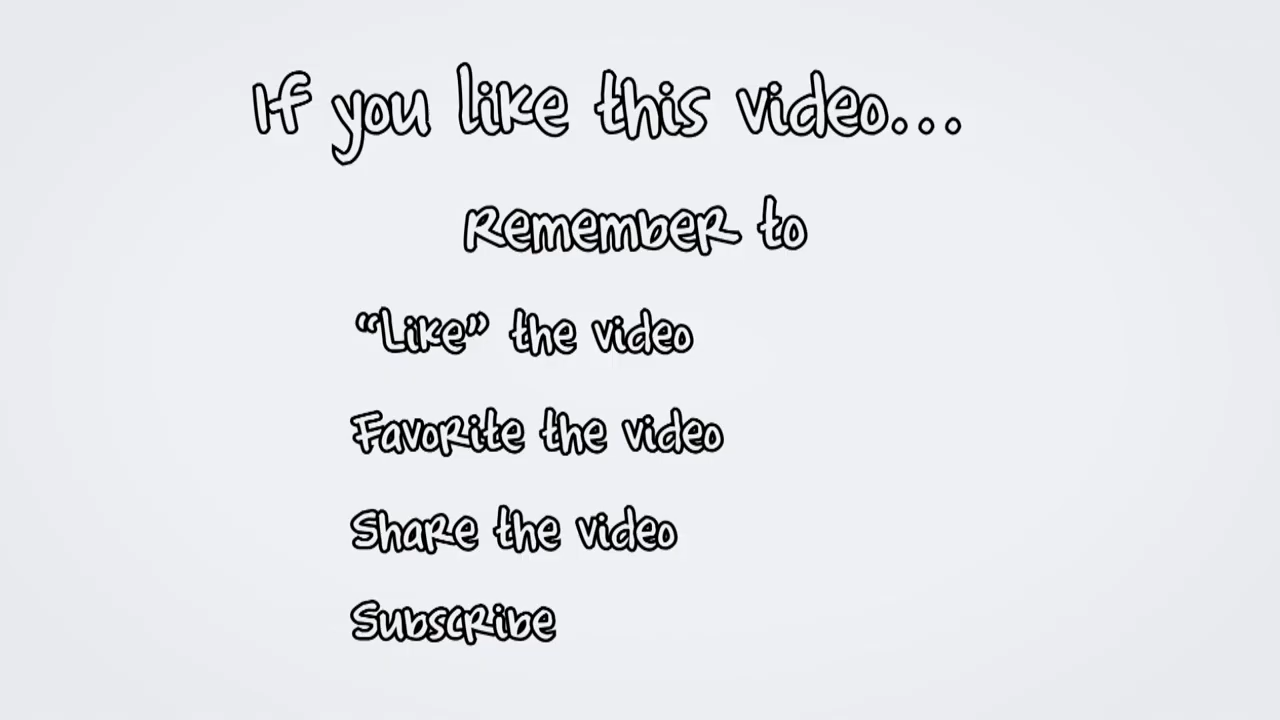 If you like this video...
Remember to
“Like” the video
Favorite the video
Share the video
Subscribe